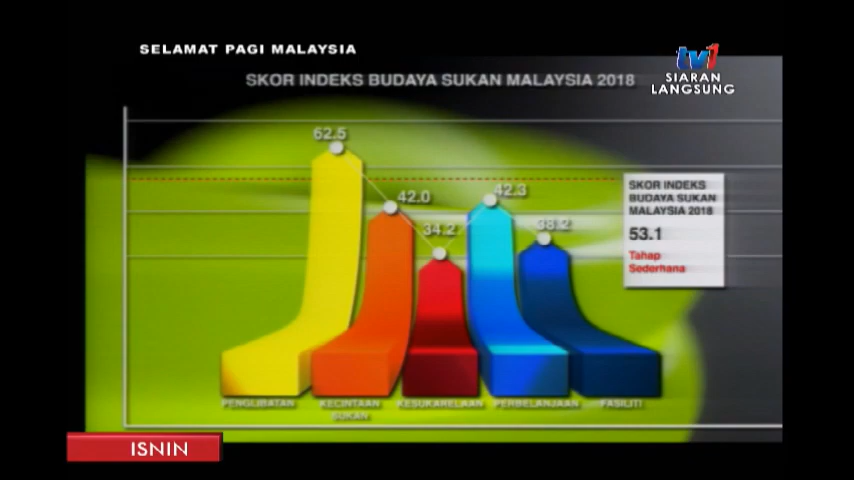 SELAMAT PAGI MALAYSIA
tv1
SIARAN
LANGSUNG
SKOR INDEKS BUDAYA SUKAN MALAYSIA 2018
62.5
42.0
34.2
42.3
38.2
SKOR INDEKS
BUDAYA SUKAN
MALAYSIA 2018
53.1
Tahap
Sederhana
PENGLIBATAN
KECINTAAN
SUKAN
KESUKARELAAN
PERBELANJAAN
FASILITI
ISNIN